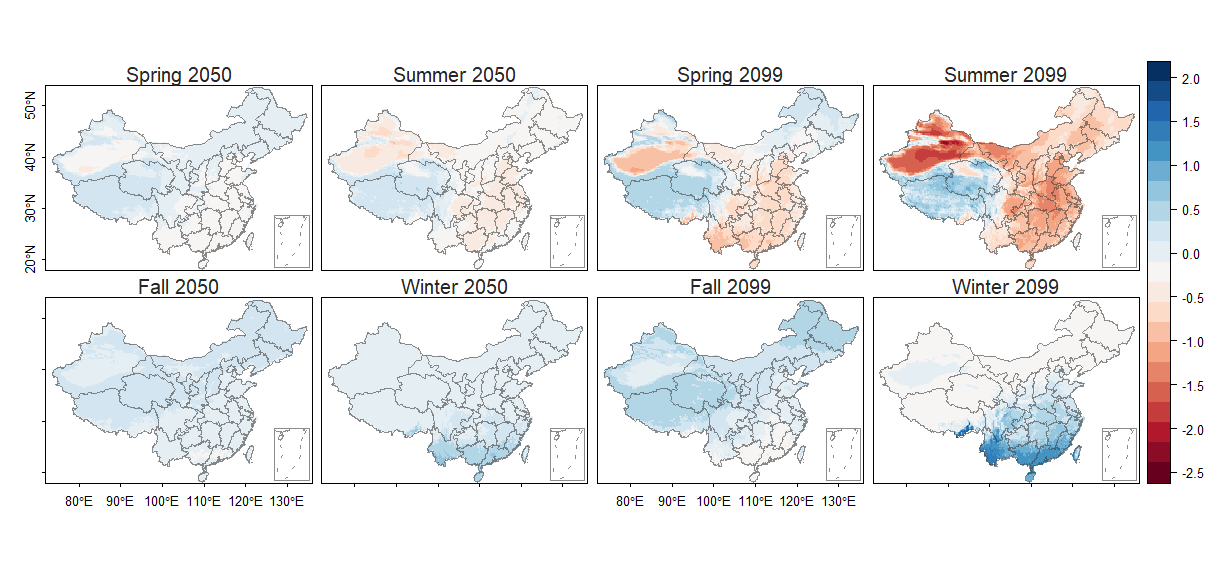 Spring 2050
Summer 2050
Spring 2099
Summer 2099
50°N
40°N
30°N
20°N
Fall 2050
Winter 2050
Fall 2099
Winter 2099
80°E 90°E 100°E 110°E 120°E 130°E
80°E 90°E 100°E 110°E 120°E 130°E
2.0
1.5
1.0
0.5
0.0
-0.5
-1.0
-1.5
-2.0
-2.5